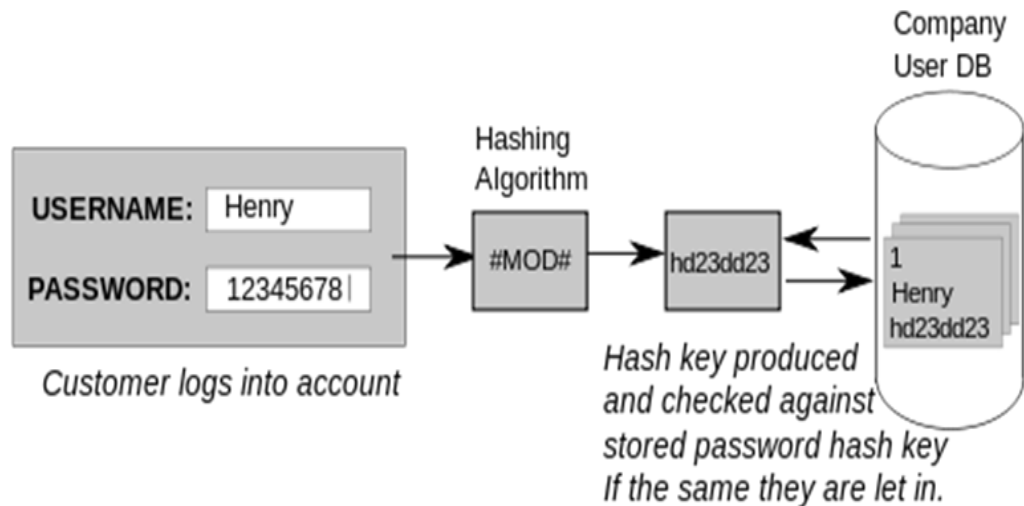 Company
User DB
Hashing
Algorithm
USERNAME: Henry
PASSWORD: 12345678
#MOD#
hd23dd23
1
Henry
hd23dd23
Customer logs into account
Hash key produced
and checked against
stored password hash key
If the same they are let in.